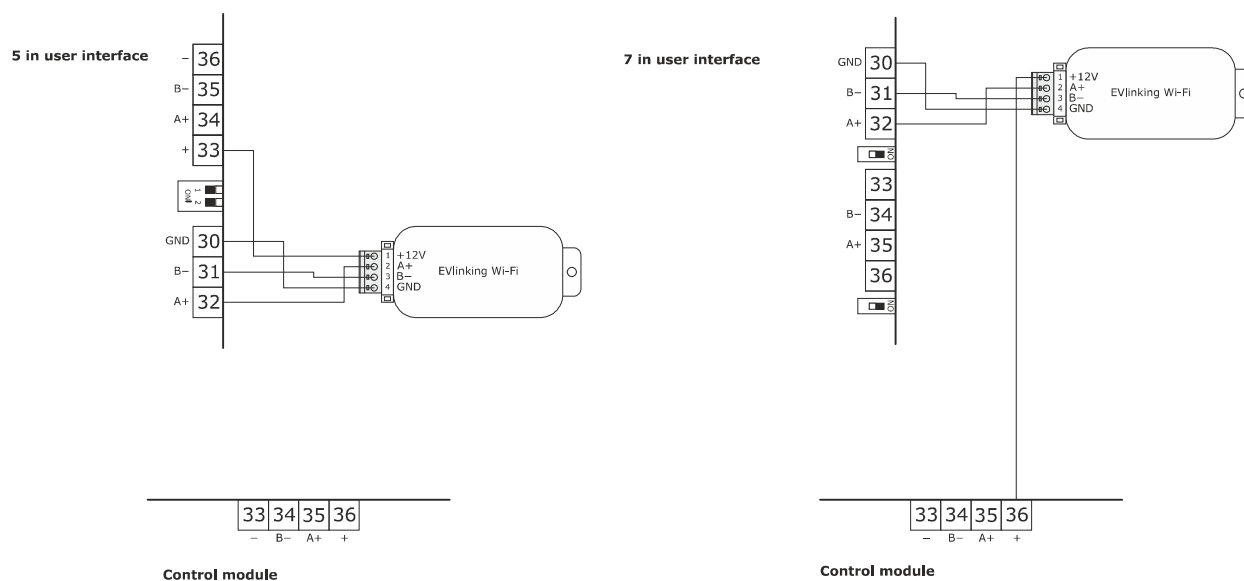 5 in user interface
- 36
B- 35
A+ 34
+ 33
1
2
ON
GND 30
B- 31
A+ 32
1 +12V
2 A+
3 B-
4 GND
EVlinking Wi-Fi
33 34 35 36
- B- A+ +
Control module
7 in user interface
GND 30
B- 31
A+ 32
ON
33
B- 34
A+ 35
36
ON
1 +12V
2 A+
3 B-
4 GND
EVlinking Wi-Fi
33 34 35 36
- B- A+ +
Control module